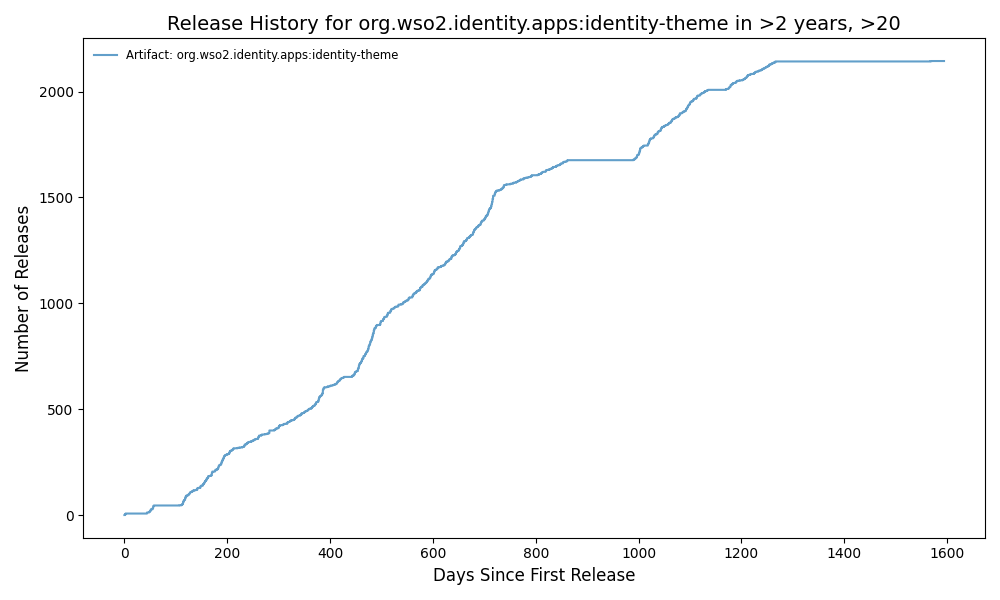 Release History for org.wso2.identity.apps:identity-theme in >2 years, >20
Artifact: org.wso2.identity.apps:identity-theme
Number of Releases
2000
1500
1000
500
0
0 200 400 600 800 1000 1200 1400 1600
Days Since First Release